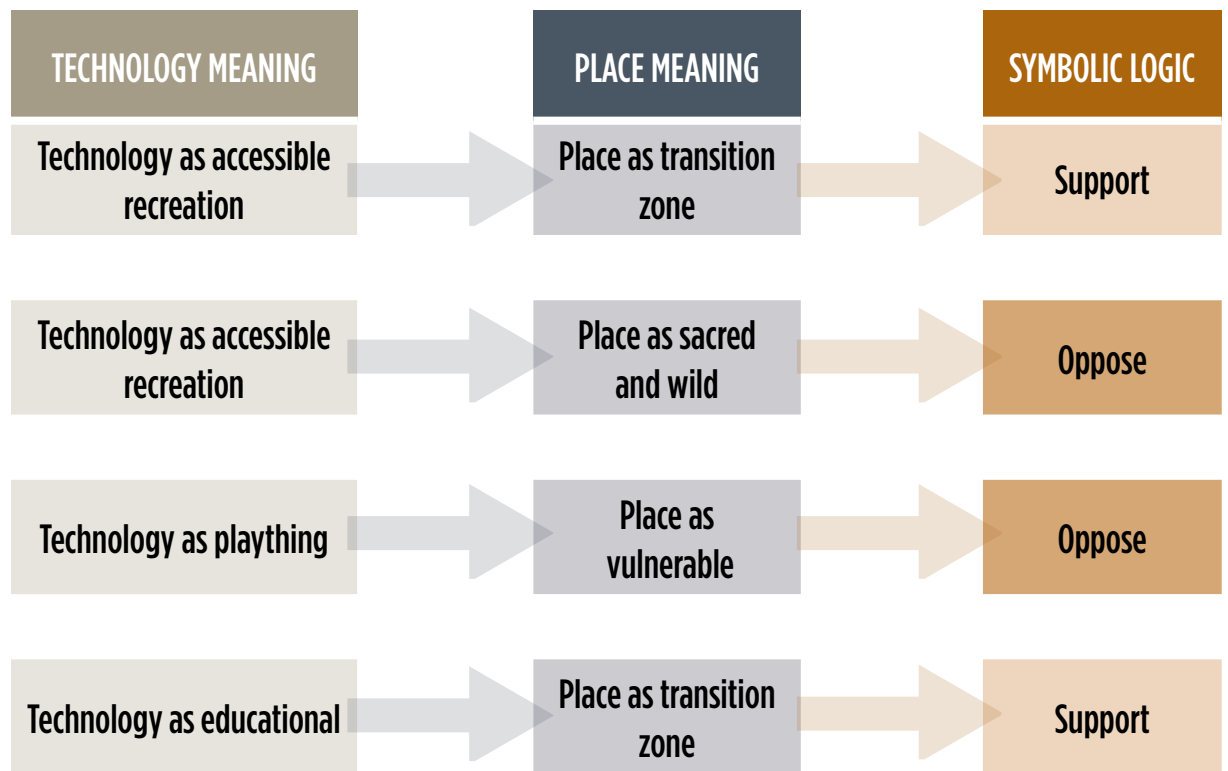 TECHNOLOGY MEANING
PLACE MEANING
SYMBOLIC LOGIC
Technology as accessible
recreation
Place as transition
zone
Support
Technology as accessible
recreation
Place as sacred
and wild
Oppose
Technology as plaything
Place as
vulnerable
Oppose
Technology as educational
Place as transition
zone
Support